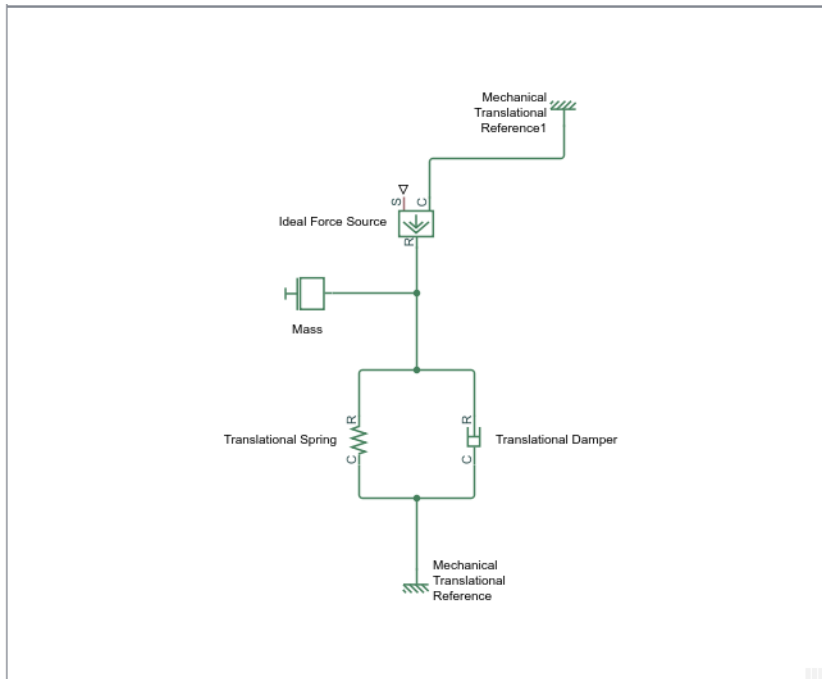 Mechanical
Translational
Reference1
S
C
Ideal Force Source
R
Mass
R
R
Translational Spring
Translational Damper
C
C
Mechanical
Translational
Reference